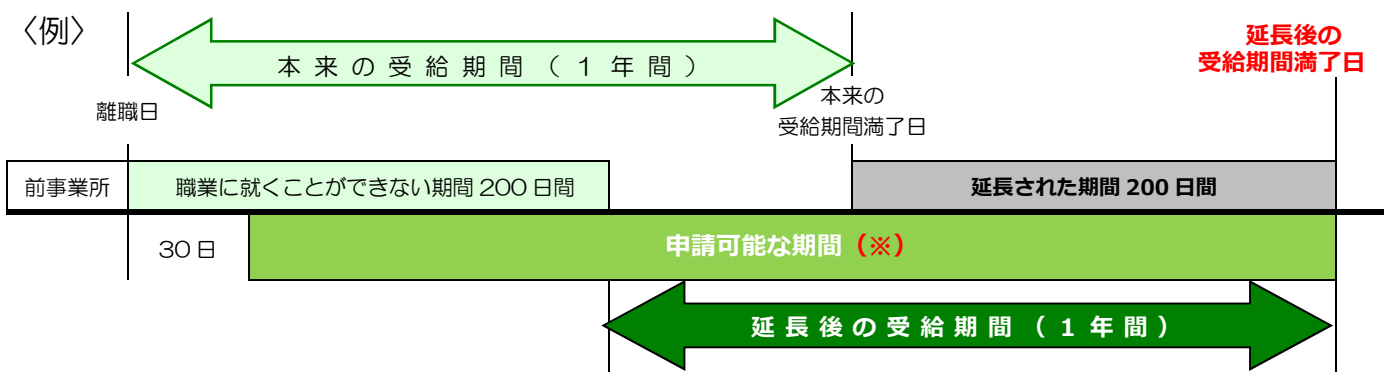 〈例〉
本来の受給期間(1年間)
延長後の
受給期間満了日
離職日
本来の
受給期間満了日
前事業所
職業に就くことができない期間 200 日間
延長された期間 200 日間
30 日
申請可能な期間(※)
延長後の受給期間(1年間)